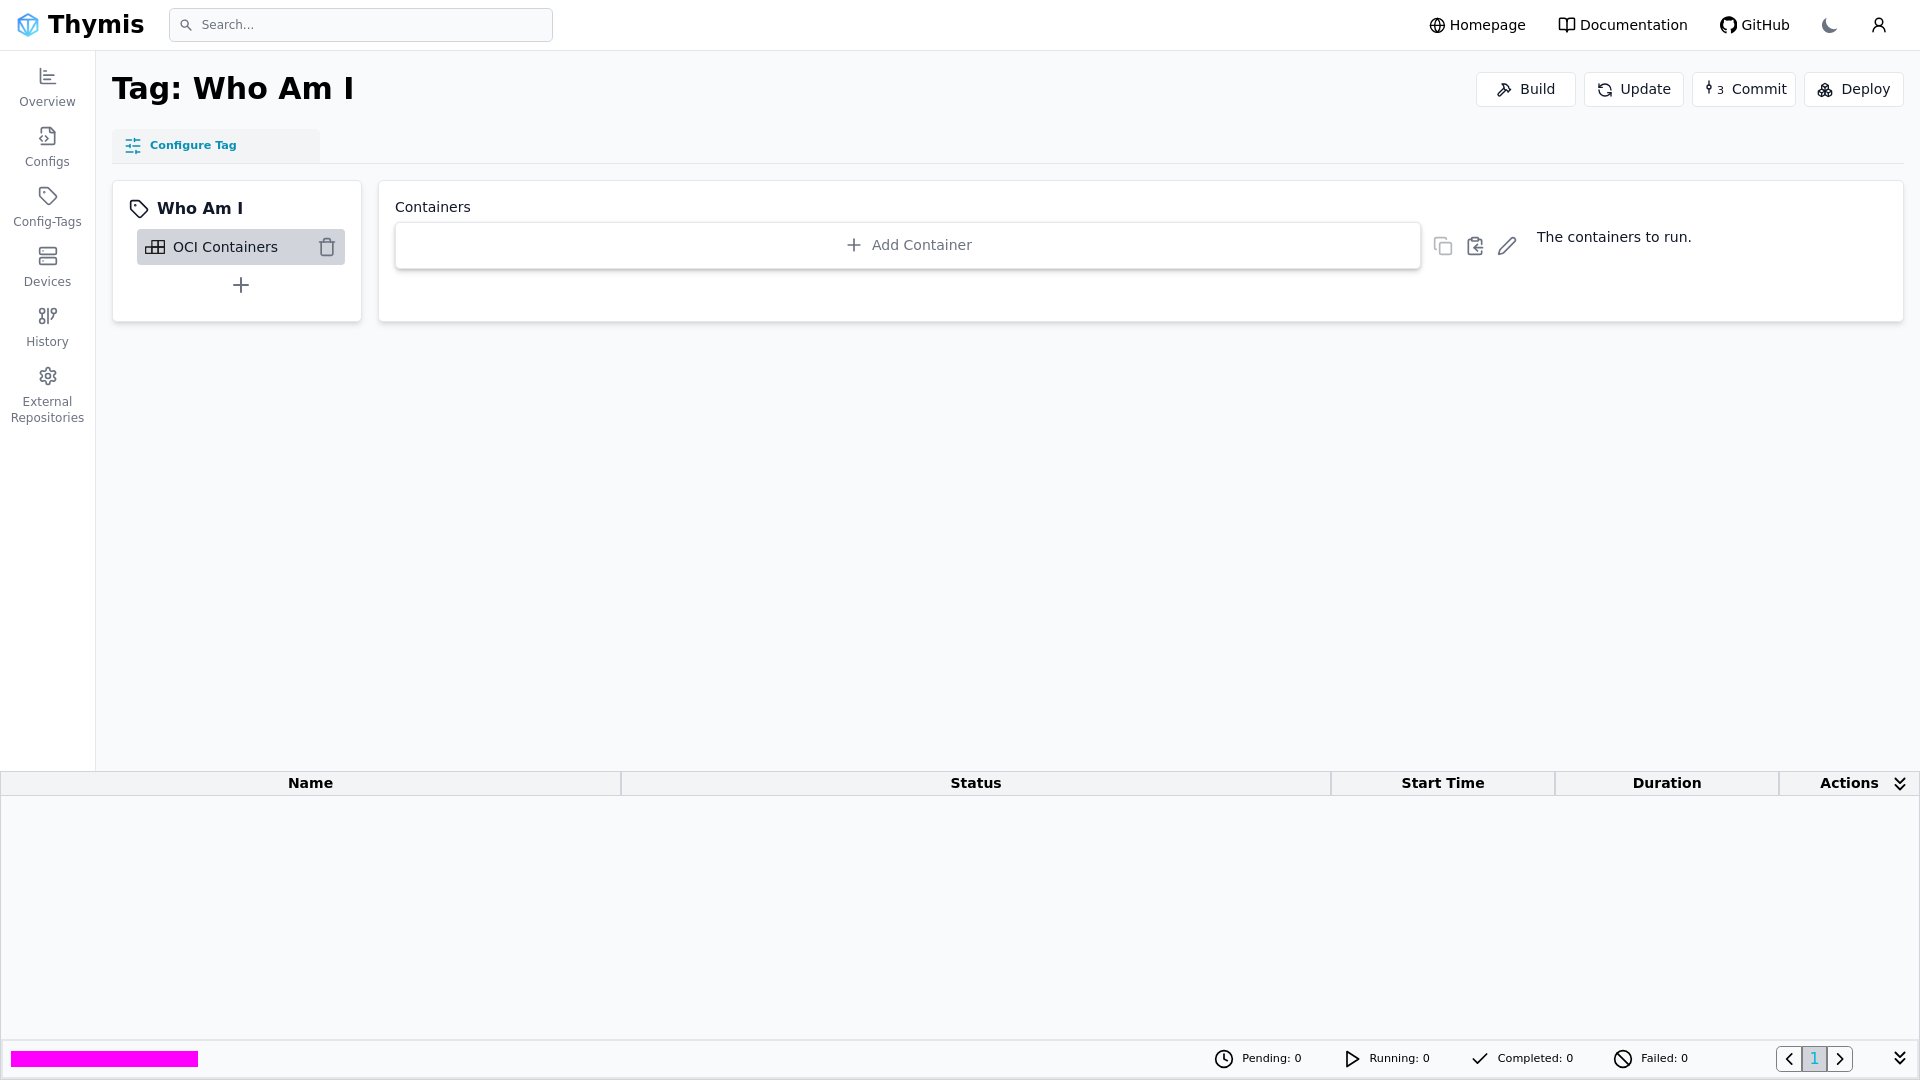 Thymis
Search...
Homepage
Documentation
GitHub
Overview
Configs
Config-Tags
Devices
History
External
Repositories
Tag: Who Am I
Build
Update
3 Commit
Deploy
Configure Tag
Who Am I
OCI Containers
Containers
Add Container
The containers to run.
Name Status Start Time Duration Actions
Pending: 0 Running: 0 Completed: 0 Failed: 0 1